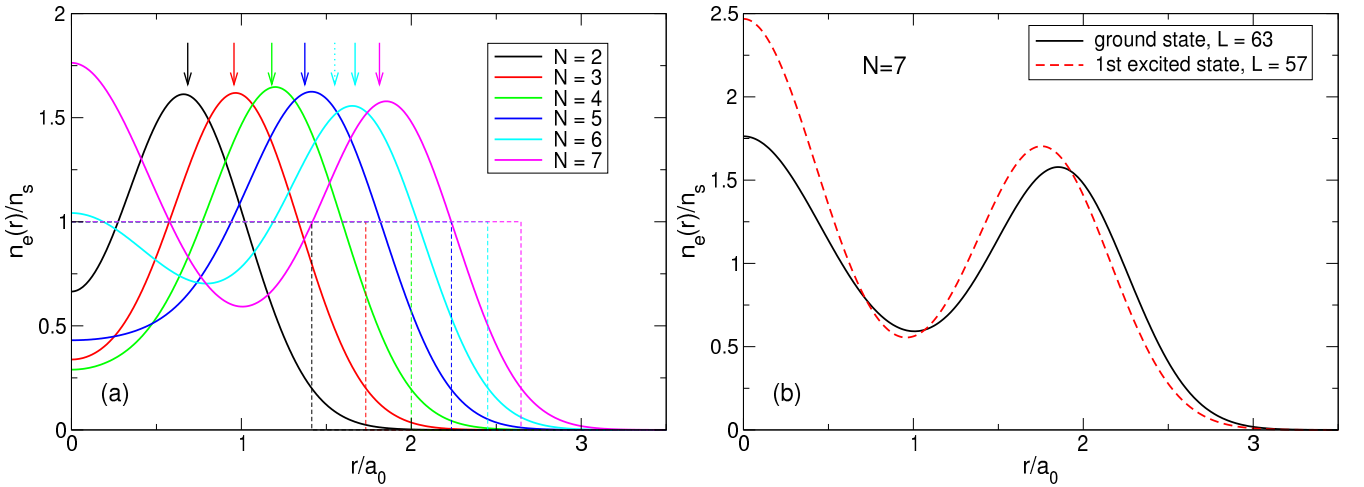 2
1.5
1
0.5
0
n_e(r)/n_s
0
1
2
3
r/a_0
N = 2
N = 3
N = 4
N = 5
N = 6
N = 7
(a)
2.5
2
1.5
1
0.5
0
n_e(r)/n_s
0
1
2
3
r/a_0
N=7
ground state, L = 63
1st excited state, L = 57
(b)